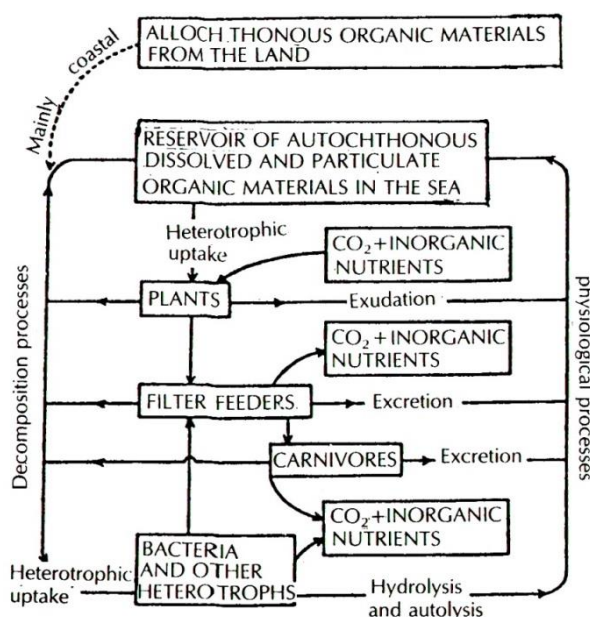 ALLOCH THONOUS ORGANIC MATERIALS
FROM THE LAND
Mainly coastal
RESERVOIR OF AUTOCHTHONOUS
DISSOLVED AND PARTICULATE
ORGANIC MATERIALS IN THE SEA
Heterotrophic
uptake
CO₂+INORGANIC
NUTRIENTS
PLANTS
Exudation
CO₂+INORGANIC
NUTRIENTS
Decomposition processes
physiological processes
FILTER FEEDERS.
Excretion
CARNIVORES
Excretion
CO₂+INORGANIC
NUTRIENTS
BACTERIA
AND OTHER
HETEROTROPHS
Heterotrophic
uptake
Hydrolysis
and autolysis